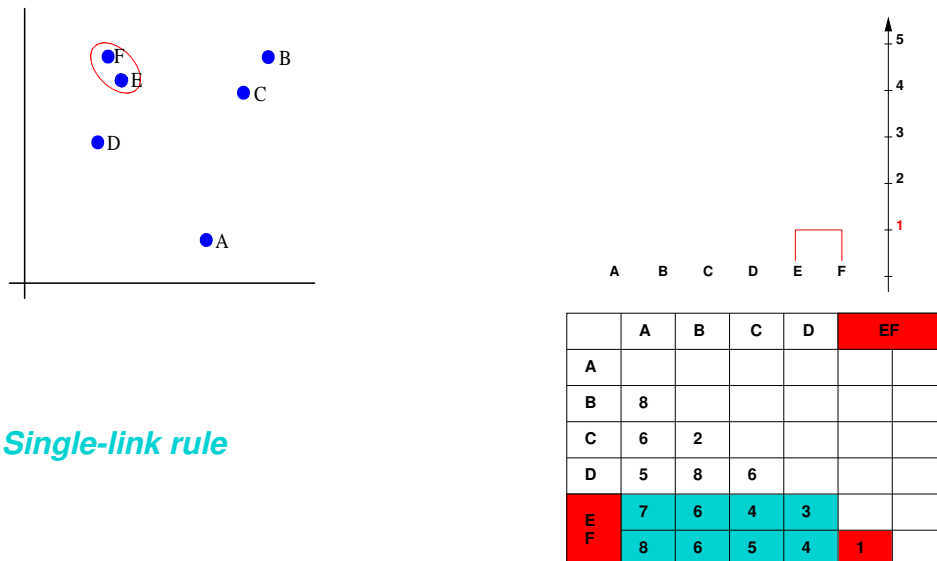 F
E
B
C
D
A
5
4
3
2
1
A B C D E F
Single-link rule
A B C D EF
A
B 8
C 6 2
D 5 8 6
E 7 6 4 3
F 8 6 5 4 1